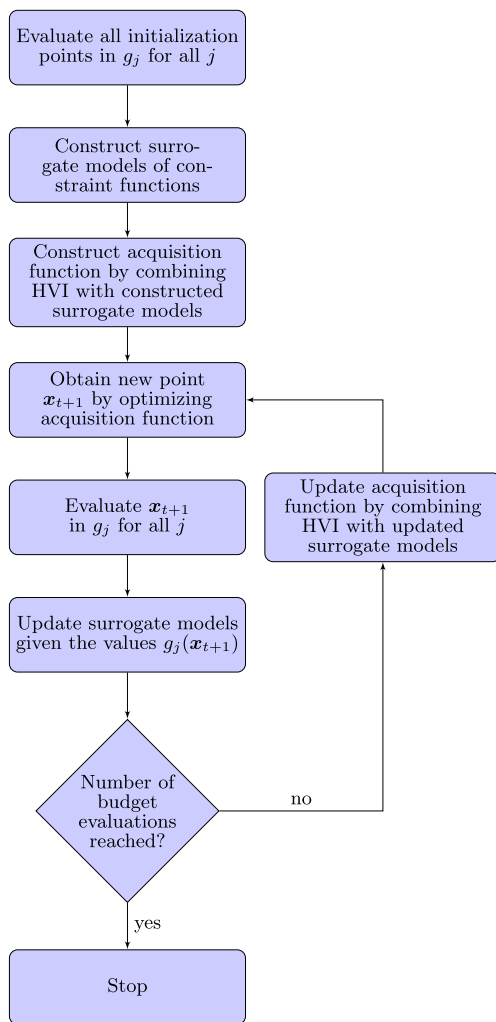 Evaluate all initialization
points in g_j for all j
Construct surro-
gate models of con-
straint functions
Construct acquisition
function by combining
HVI with constructed
surrogate models
Obtain new point
x_{t+1} by optimizing
acquisition function
Evaluate x_{t+1}
in g_j for all j
Update acquisition
function by combining
HVI with updated
surrogate models
Update surrogate models
given the values g_j(x_{t+1})
Number of
budget
evaluations
reached?
no
yes
Stop